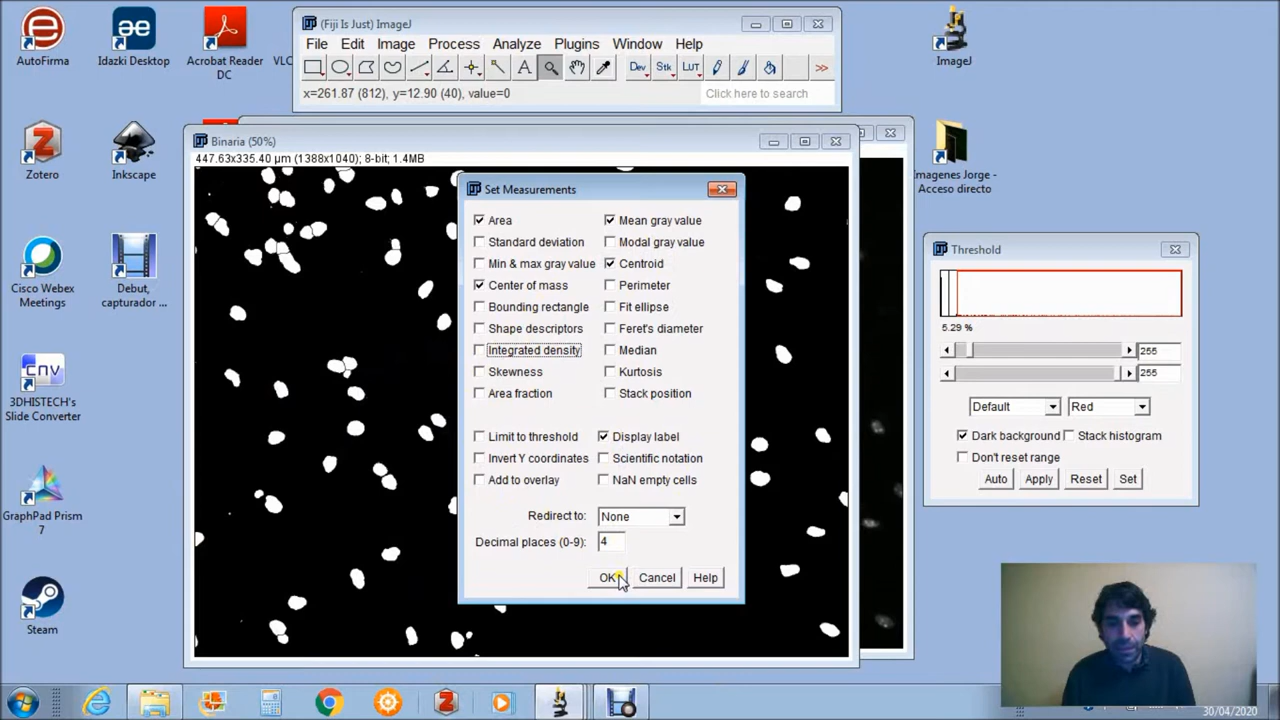 AutoFirma
Idazki Desktop
Acrobat Reader
DC
VLC
Zotero
Inkscape
Cisco Webex
Meetings
Debut,
capturador ...
3DHISTECH's
Slide Converter
GraphPad Prism
7
Steam
ImageJ
Imagenes Jorge -
Acceso directo
(Fiji Is Just) ImageJ
File Edit Image Process Analyze Plugins Window Help
Dev Stk LUT >>
x=261.87 (812), y=12.90 (40), value=0
Click here to search
Binaria (50%)
447.63x335.40 µm (1388x1040); 8-bit; 1.4MB
Set Measurements
Area Mean gray value
Standard deviation Modal gray value
Min & max gray value Centroid
Center of mass Perimeter
Bounding rectangle Fit ellipse
Shape descriptors Feret's diameter
Integrated density Median
Skewness Kurtosis
Area fraction Stack position
Limit to threshold Display label
Invert Y coordinates Scientific notation
Add to overlay NaN empty cells
Redirect to: None
Decimal places (0-9): 4
OK Cancel Help
Threshold
5.29 %
255
255
Default Red
Dark background Stack histogram
Don't reset range
Auto Apply Reset Set
cnv
30/04/2020